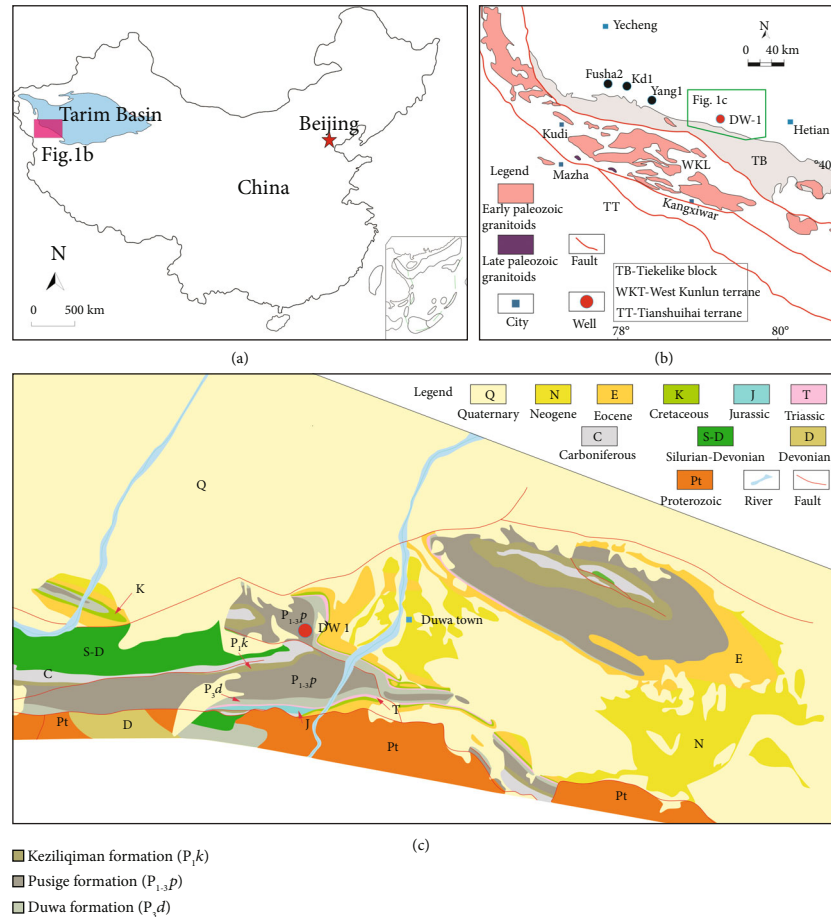 Tarim Basin
Fig.1b
Beijing
China
N
0 500 km
(a)
Yecheng
N
0 40 km
Fusha2
Kd1
Yang1
Fig. 1c
DW-1
Hetian
Kudi
WKL
TB
°40
Mazha
Legend
Kangxiwar
TT
Early paleozoic
granitoids
Late paleozoic
granitoids
Fault
City
Well
TB-Tiekelike block
WKT-West Kunlun terrane
TT-Tianshuihai terrane
78°
80°
(b)
Legend
Q
N
E
K
J
T
Quaternary
Neogene
Eocene
Cretaceous
Jurassic
Triassic
C
S-D
D
Carboniferous
Silurian-Devonian
Devonian
Pt
Proterozoic
River
Fault
Q
K
P1-3p
DW 1
Duwa town
S-D
P1k
E
C
P1-3p
P3d
T
J
Pt
D
Pt
N
Pt
(c)
Keziliqiman formation (P1k)
Pusige formation (P1-3p)
Duwa formation (P3d)